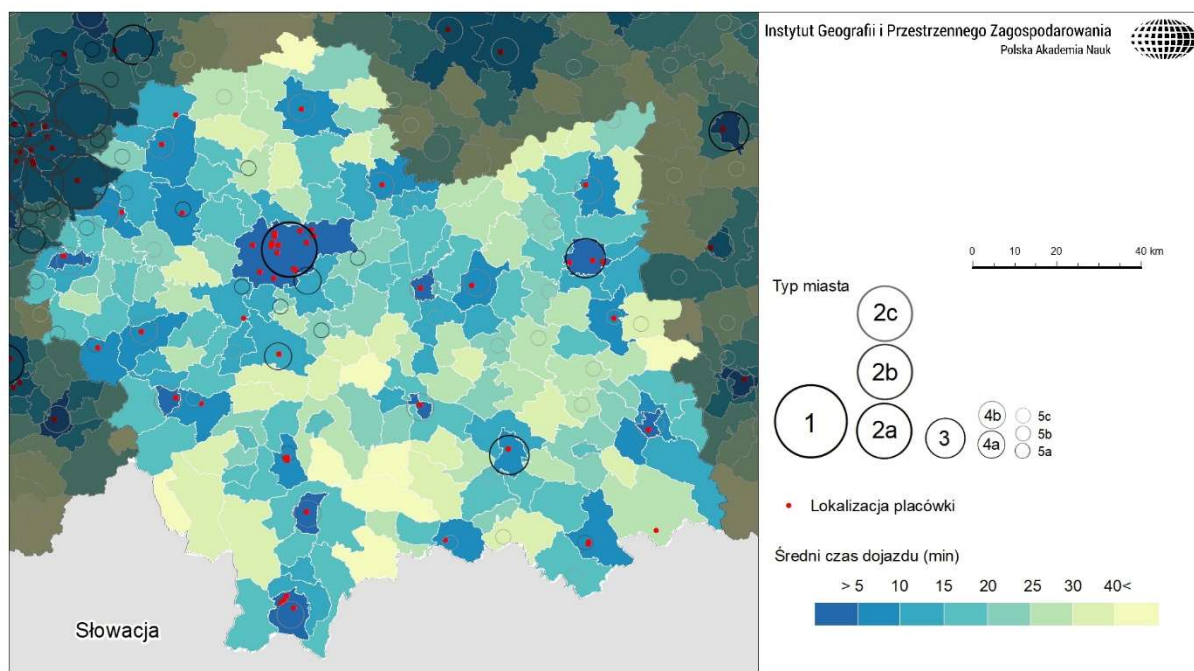 Instytut Geografii i Przestrzennego Zagospodarowania
Polska Akademia Nauk
0 10 20 40 km
Typ miasta
2c
2b
1
2a
3
4b
4a
5c
5b
5a
Lokalizacja placówki
Średni czas dojazdu (min)
> 5 10 15 20 25 30 40<
Słowacja